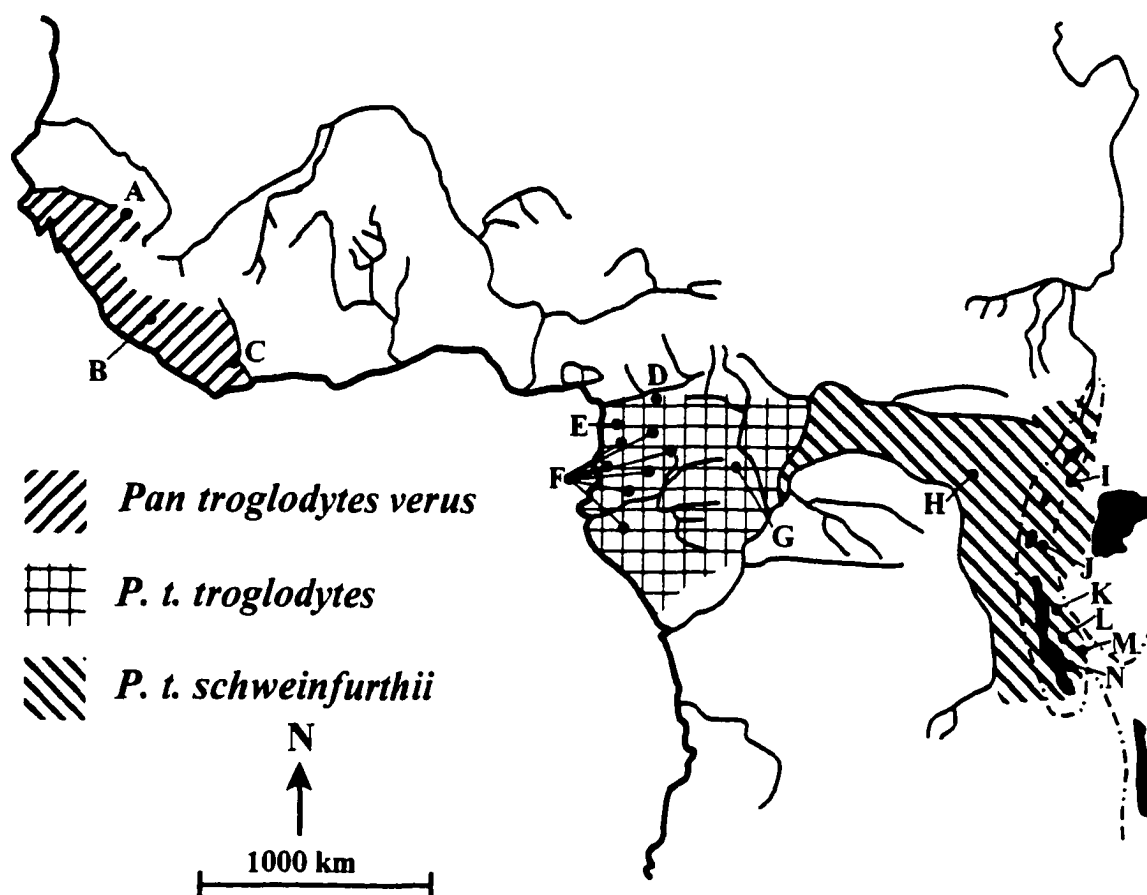 A
B
C
D
E
F
G
H
I
J
K
L
M
N
Pan troglodytes verus
P. t. troglodytes
P. t. schweinfurthii
N
1000 km